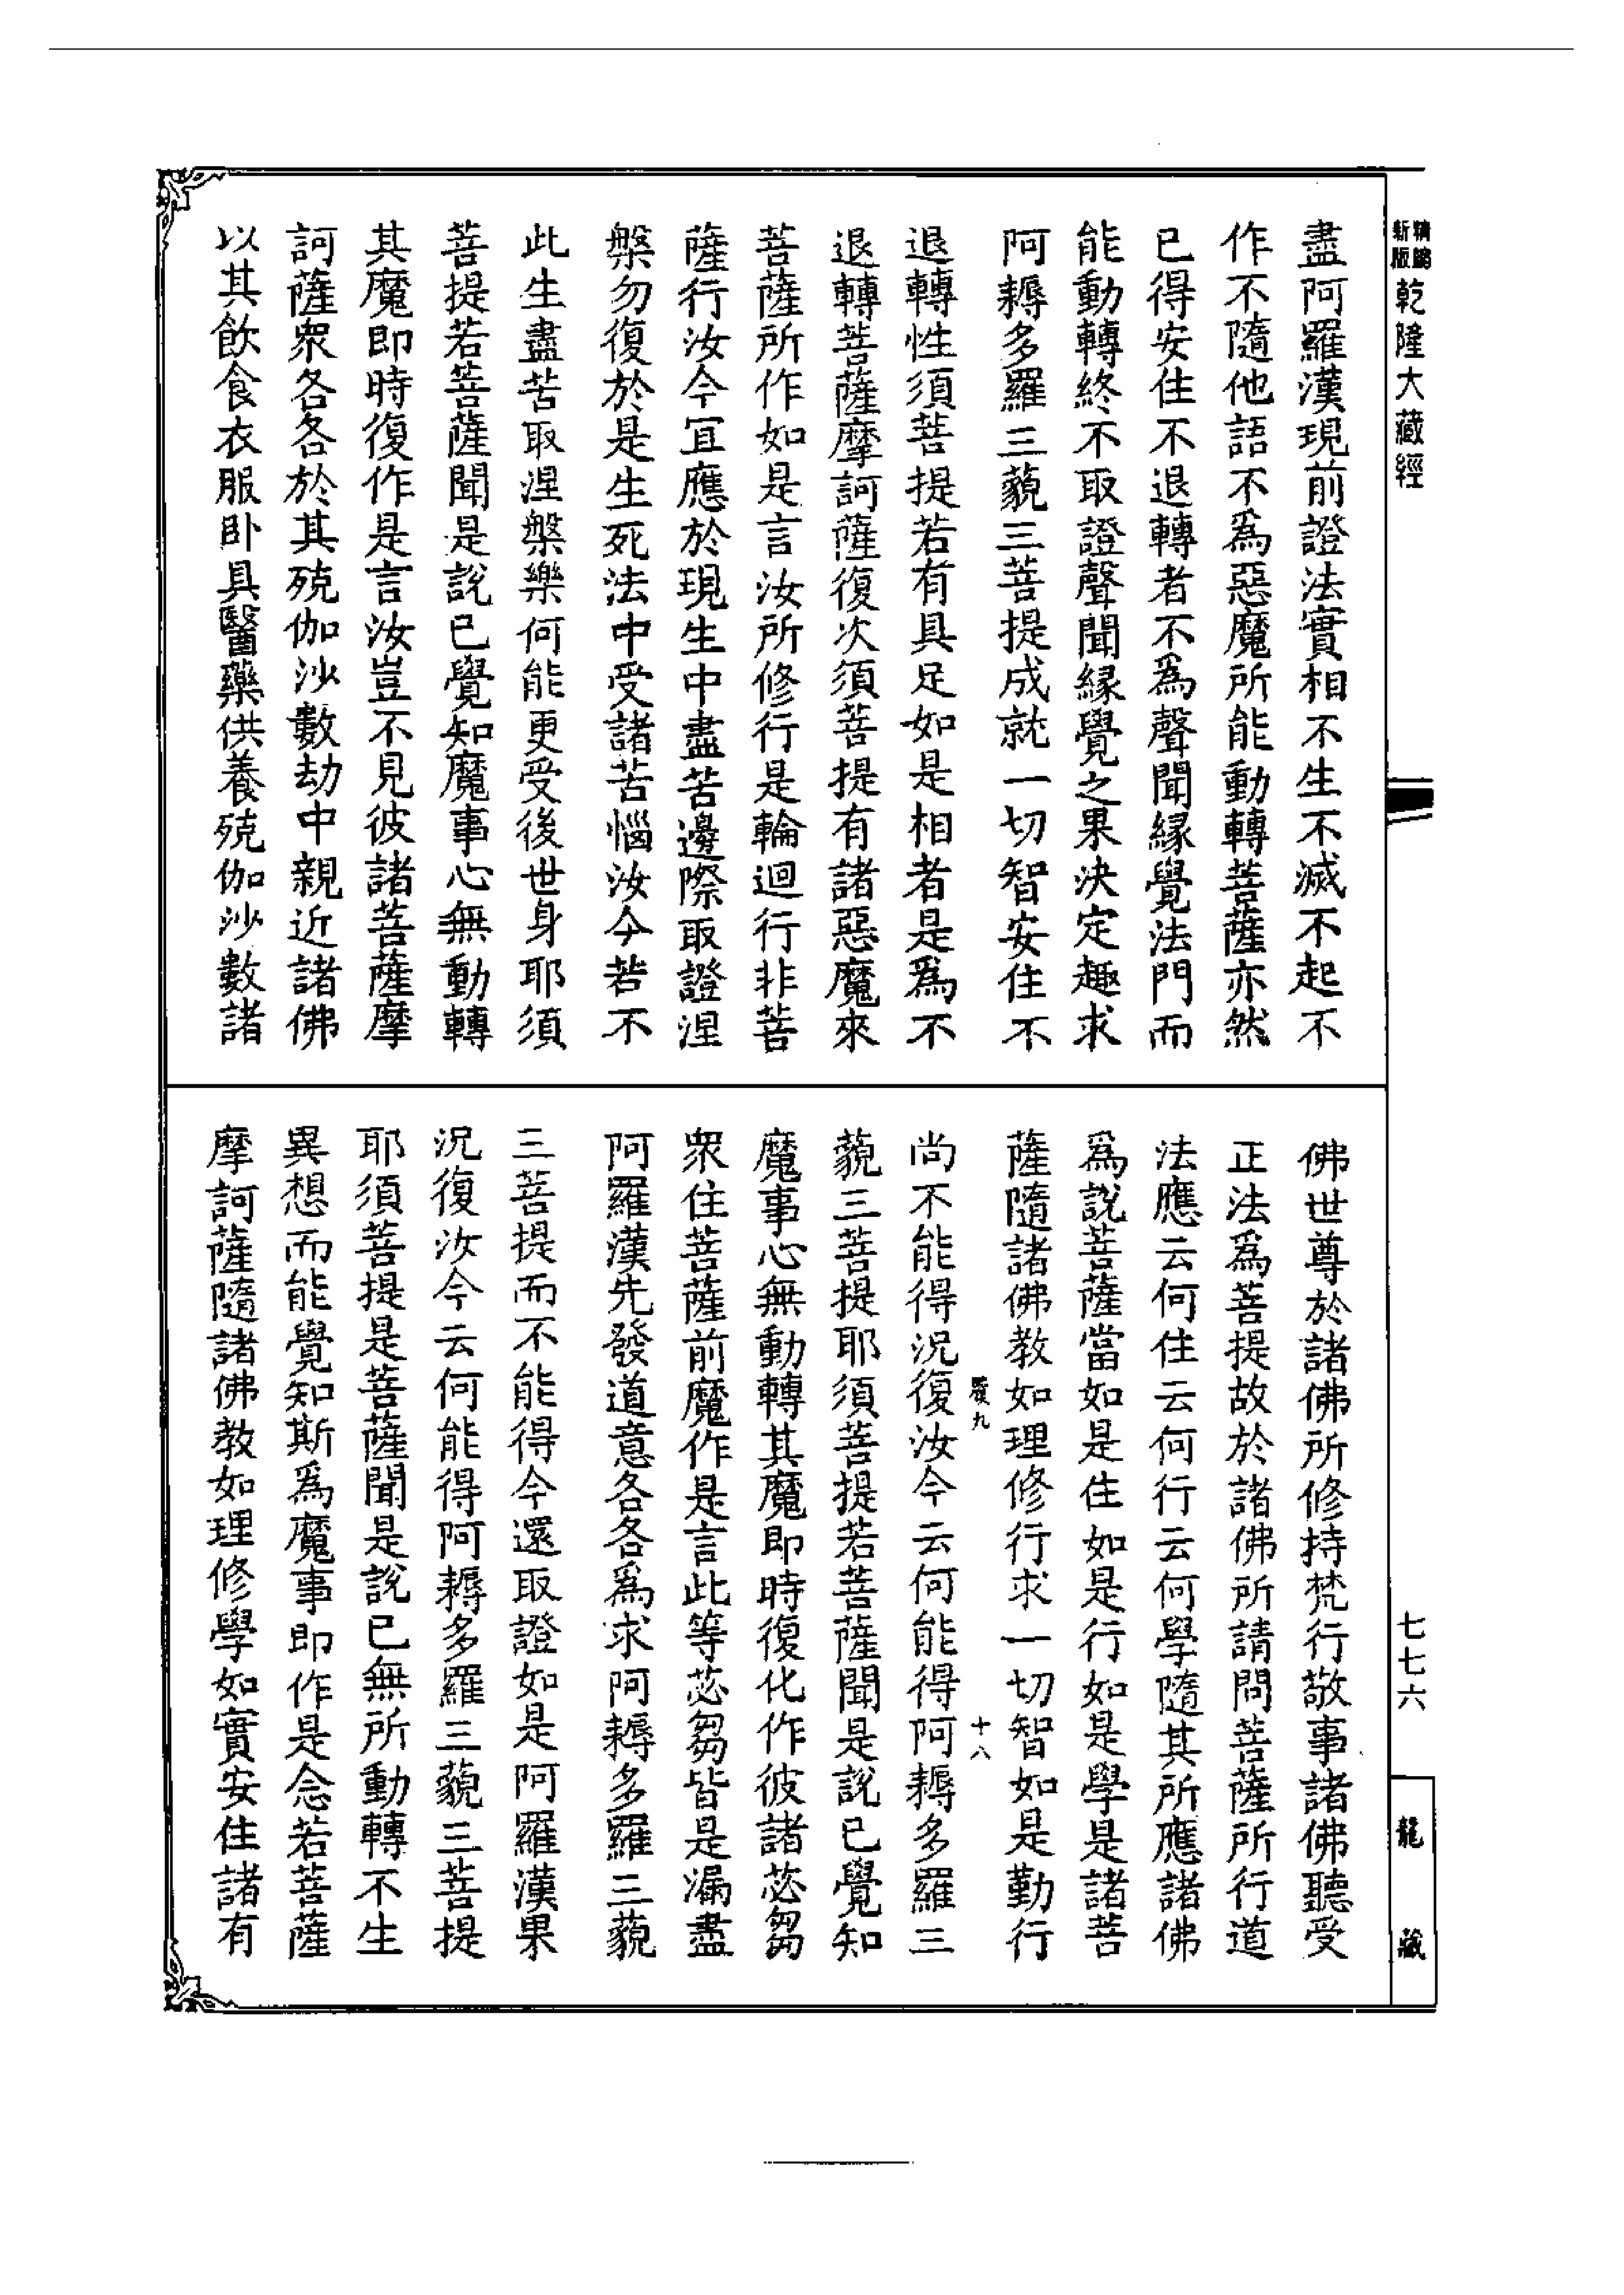 新版精縮乾隆大藏經
盡阿羅漢現前證法實相不生不滅不起不
作不隨他語不為惡魔所能動轉菩薩亦然
已得安住不退轉者不為聲聞緣覺法門而
能動轉終不取證聲聞緣覺之果決定趣求
阿耨多羅三藐三菩提成就一切智安住不
退轉性須菩提若有具足如是相者是為不
退轉菩薩摩訶薩復次須菩提有諸惡魔來
菩薩所作如是言汝所修行是輪迴行非菩
薩行汝今宜應於現生中盡苦邊際取證涅
槃勿復於是生死法中受諸苦惱汝今若不
此生盡苦取涅槃樂何能更受後世身耶須
菩提若菩薩聞是說已覺知魔事心無動轉
其魔即時復作是言汝豈不見彼諸菩薩摩
訶薩眾各各於其殑伽沙數劫中親近諸佛
以其飲食衣服卧具醫藥供養殑伽沙數諸
佛世尊於諸佛所修持梵行敬事諸佛聽受
正法為菩提故於諸佛所請問菩薩所行道
法應云何住云何行云何學隨其所應諸佛
為說菩薩當如是住如是行如是學是諸菩
薩隨諸佛教如理修行求一切智如是勤行
十八
尚不能得況復汝今云何能得阿耨多羅三
藐三菩提耶須菩提若菩薩聞是說已覺知
魔事心無動轉其魔即時復化作彼諸苾芻
眾住菩薩前魔作是言此等苾芻皆是漏盡
阿羅漢先發道意各各為求阿耨多羅三藐
三菩提而不能得今還取證如是阿羅漢果
況復汝今云何能得阿耨多羅三藐三菩提
耶須菩提是菩薩聞是說已無所動轉不生
異想而能覺知斯為魔事即作是念若菩薩
摩訶薩隨諸佛教如理修學如實安住諸有
七七六
龍藏